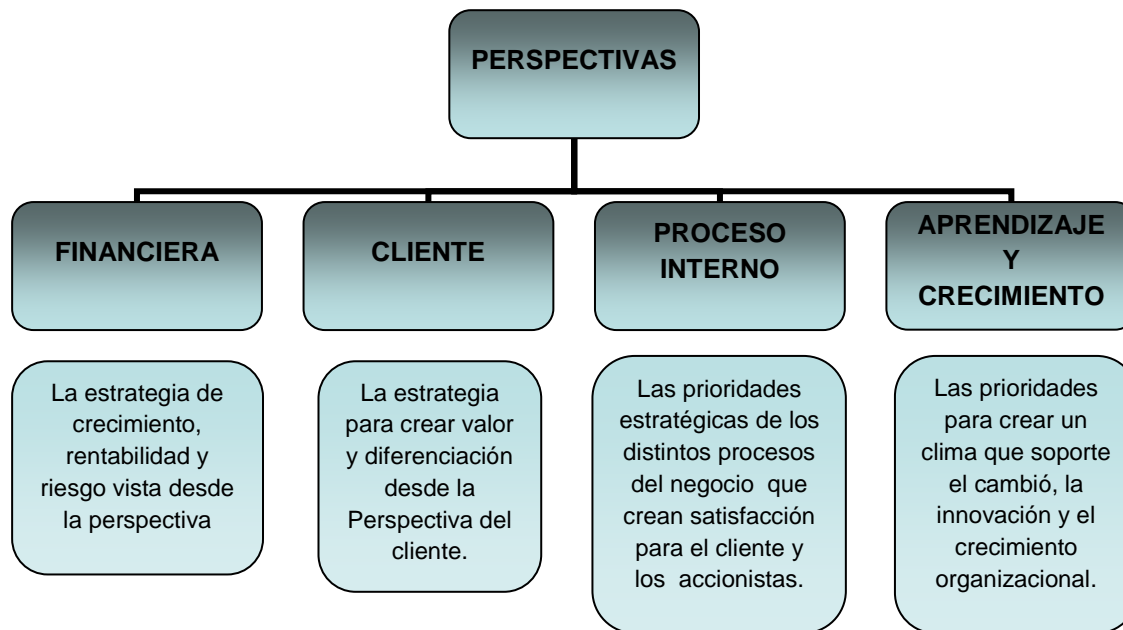 PERSPECTIVAS
FINANCIERA
CLIENTE
PROCESO
INTERNO
APRENDIZAJE
Y
CRECIMIENTO
La estrategia de
crecimiento,
rentabilidad y
riesgo vista desde
la perspectiva
La estrategia
para crear valor
y diferenciación
desde la
Perspectiva del
cliente.
Las prioridades
estratégicas de los
distintos procesos
del negocio  que
crean satisfacción
para el cliente y
los  accionistas.
Las prioridades
para crear un
clima que soporte
el cambió, la
innovación y el
crecimiento
organizacional.